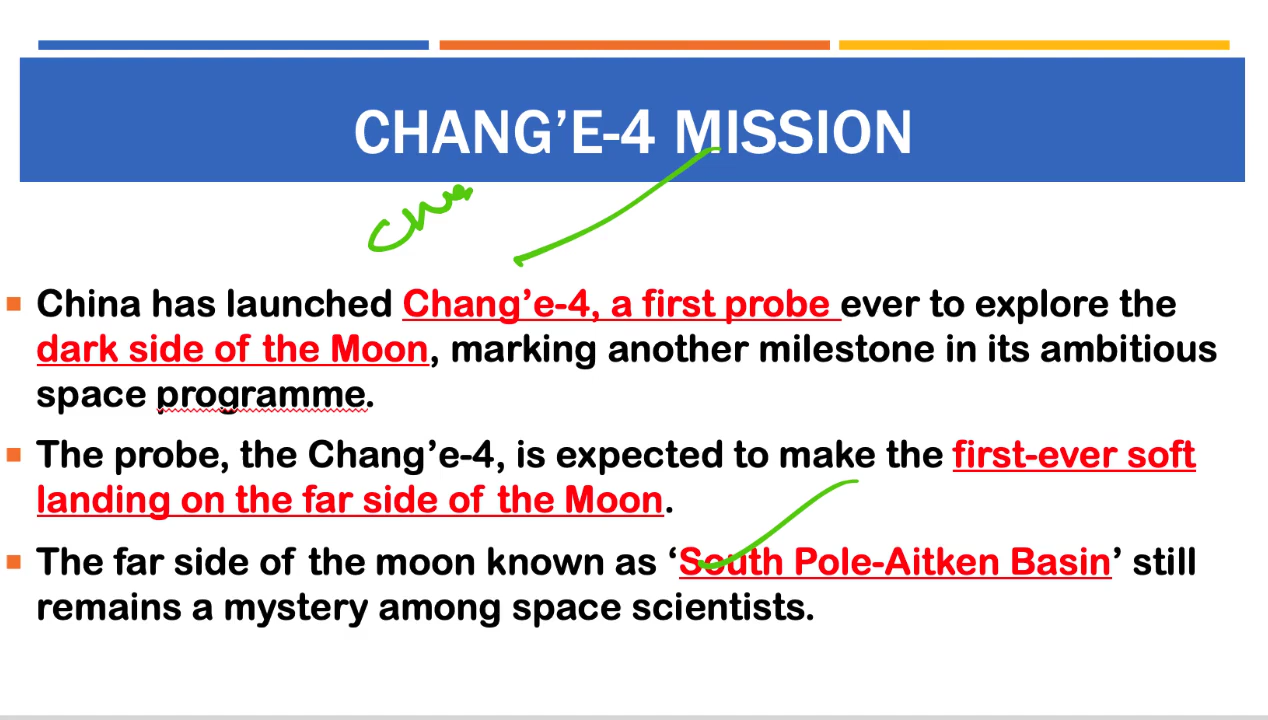 CHANG’E-4 MISSION
China has launched Chang’e-4, a first probe ever to explore the
dark side of the Moon, marking another milestone in its ambitious
space programme.
The probe, the Chang’e-4, is expected to make the first-ever soft
landing on the far side of the Moon.
The far side of the moon known as ‘South Pole-Aitken Basin’ still
remains a mystery among space scientists.